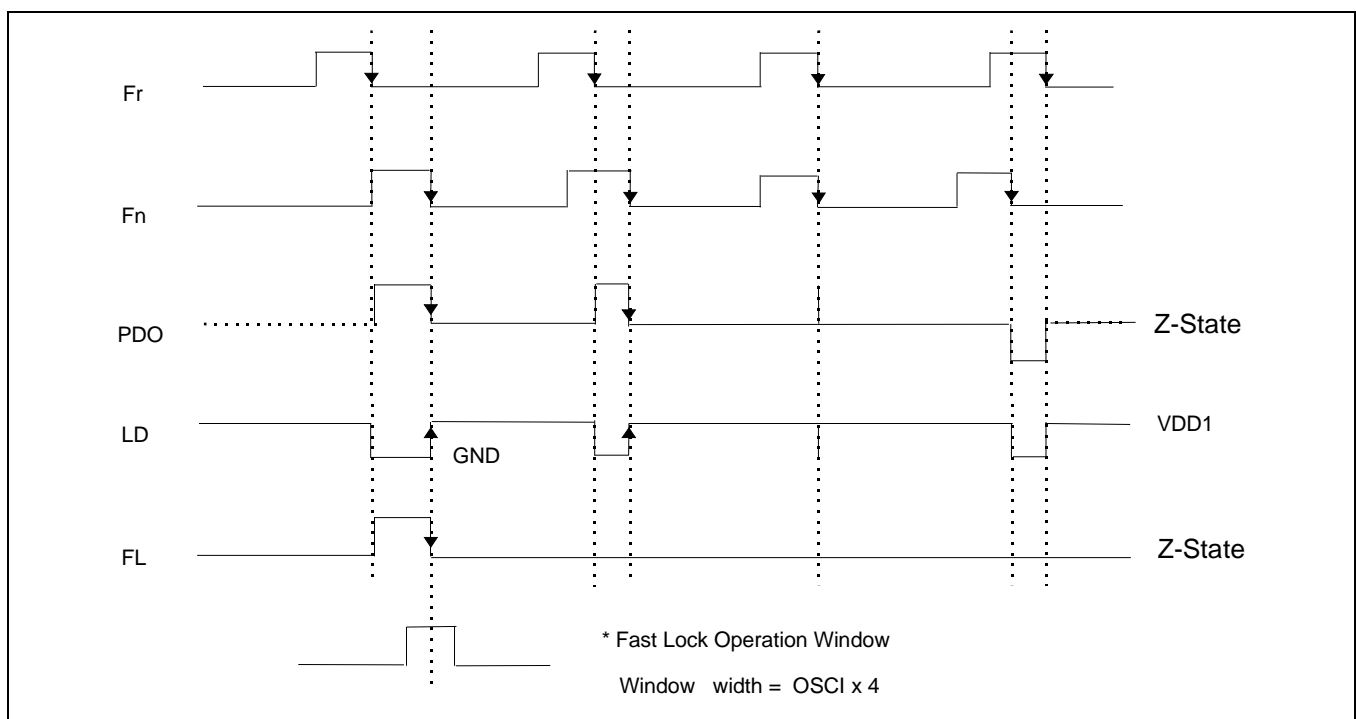 Fr
Fn
PDO
Z-State
LD
VDD1
GND
FL
Z-State
* Fast Lock Operation Window
Window width = OSCI x 4